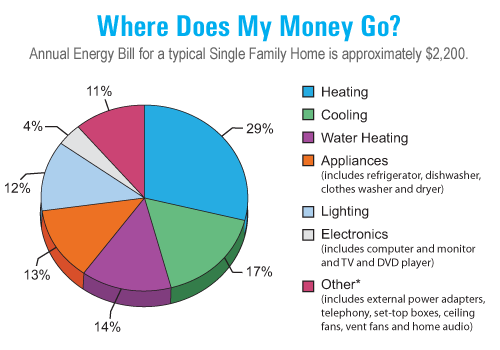 Where Does My Money Go?
Annual Energy Bill for a typical Single Family Home is approximately $2,200.
11%
4%
29%
12%
13%
14%
17%
Heating
Cooling
Water Heating
Appliances
(includes refrigerator, dishwasher,
clothes washer and dryer)
Lighting
Electronics
(includes computer and monitor
and TV and DVD player)
Other*
(includes external power adapters,
telephony, set-top boxes, ceiling
fans, vent fans and home audio)